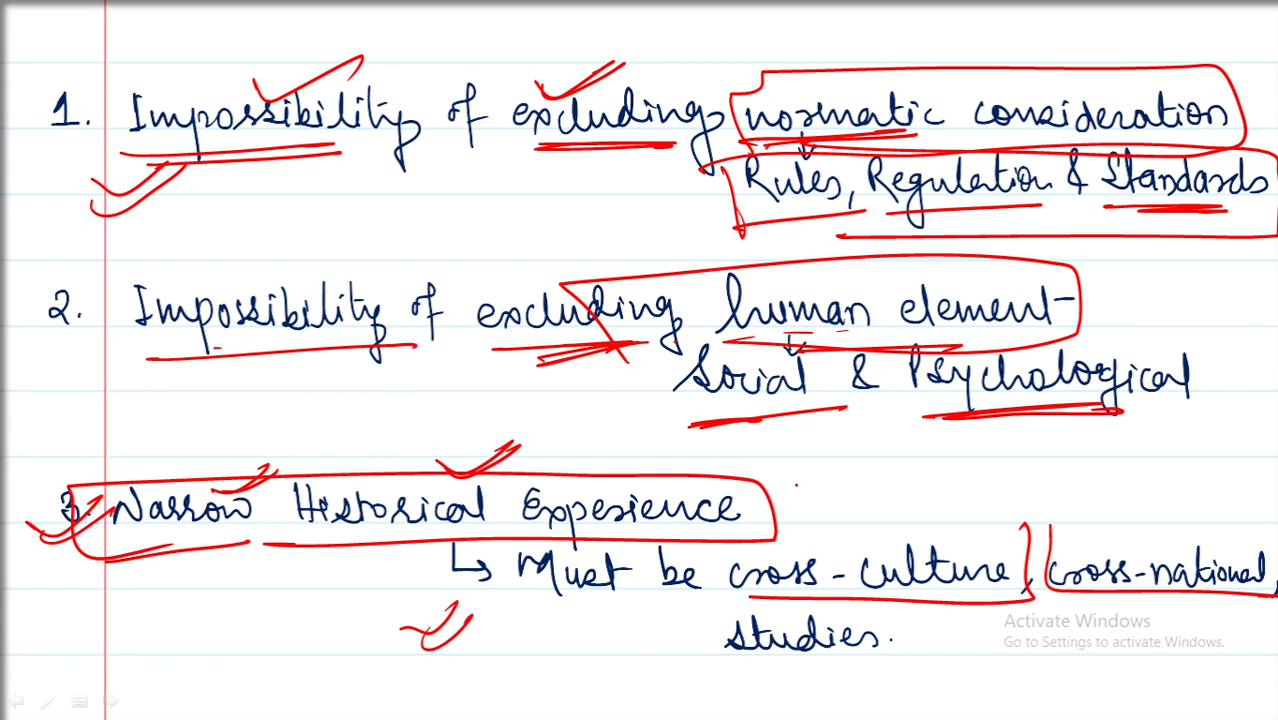 1. Impossibility of excluding normatic consideration
Rules, Regulation & Standards
2. Impossibility of excluding human element
Social & Psychological
3. Narrow Historical Experience
↳ Must be cross-culture, cross-national,
studies.
Activate Windows
Go to Settings to activate Windows.